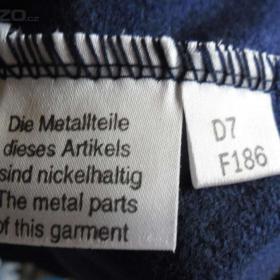 Die Metallteile
dieses Artikels
sind nickelhaltig
The metal parts
of this garment
D7
F186